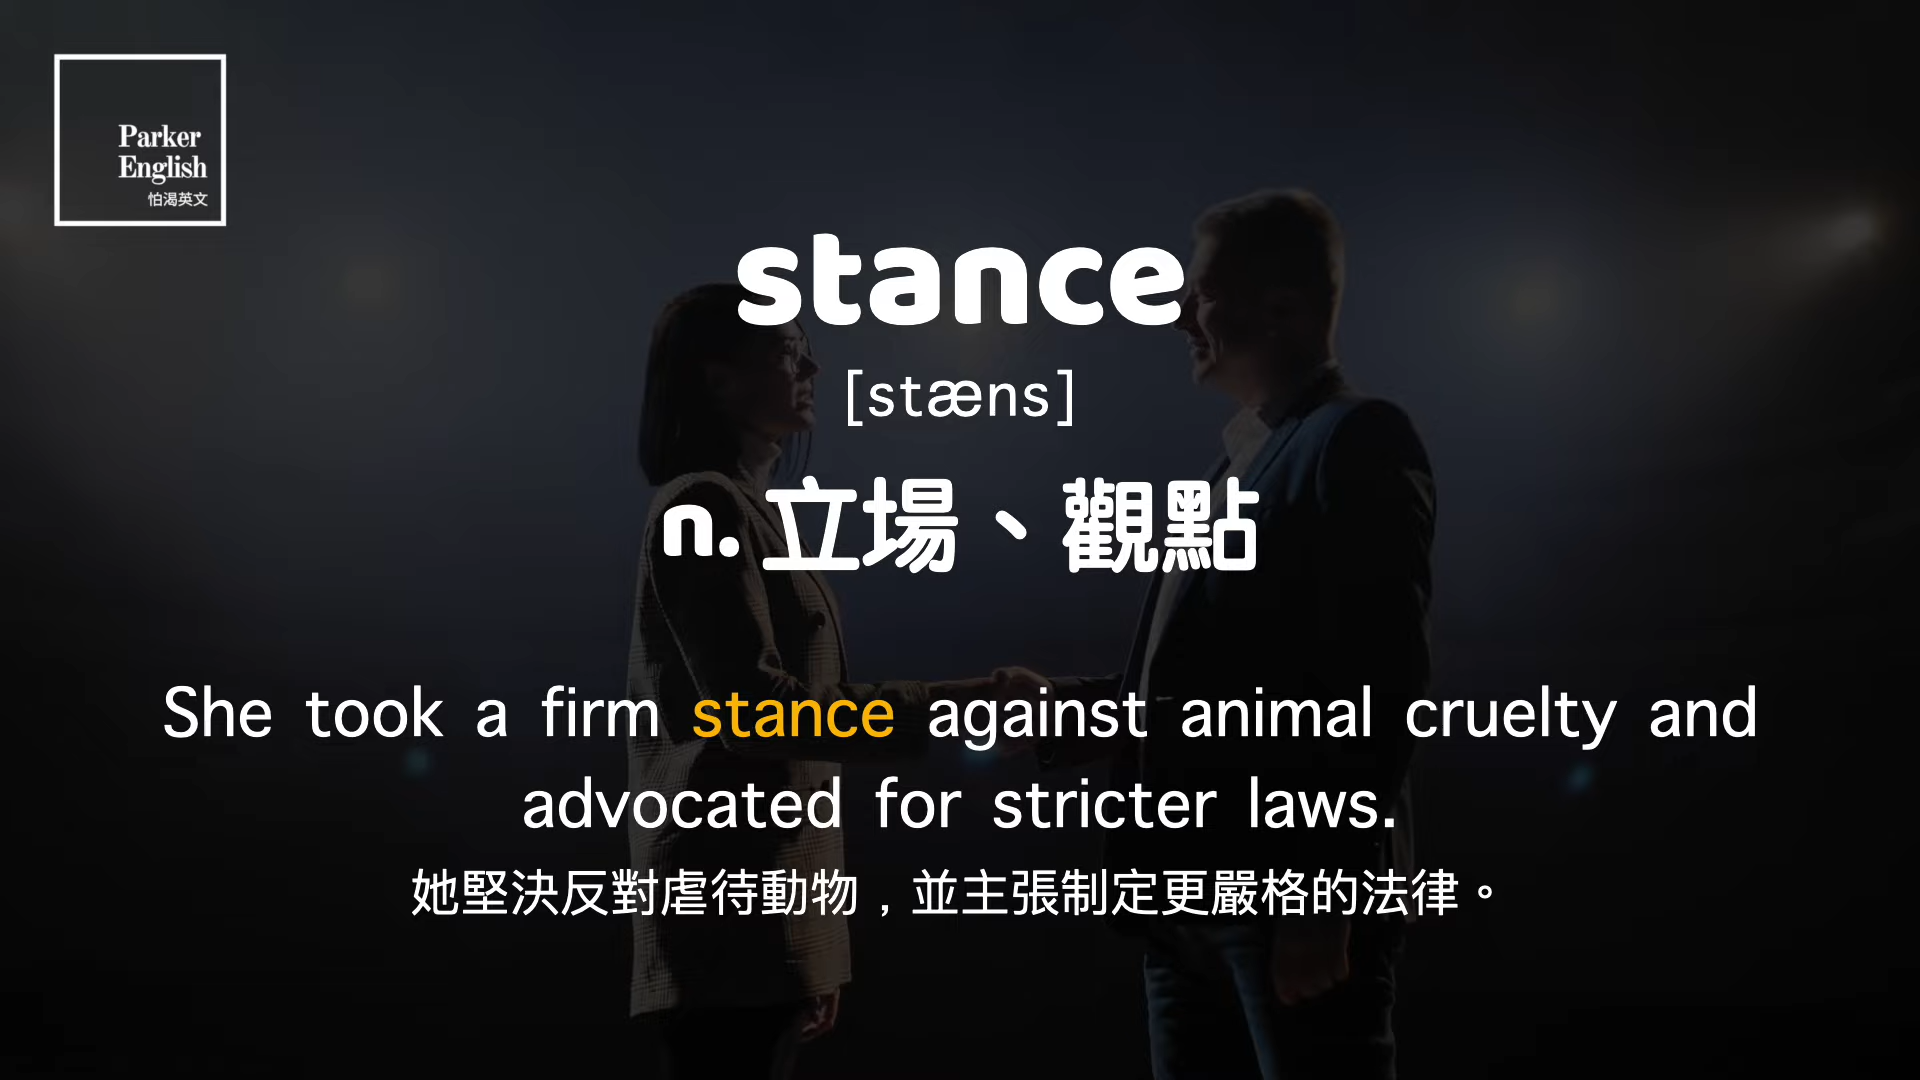 Parker
English
怕渴英文
stance
[stæns]
n.立場、觀點
She took a firm stance against animal cruelty and
advocated for stricter laws.
她堅決反對虐待動物，並主張制定更嚴格的法律。